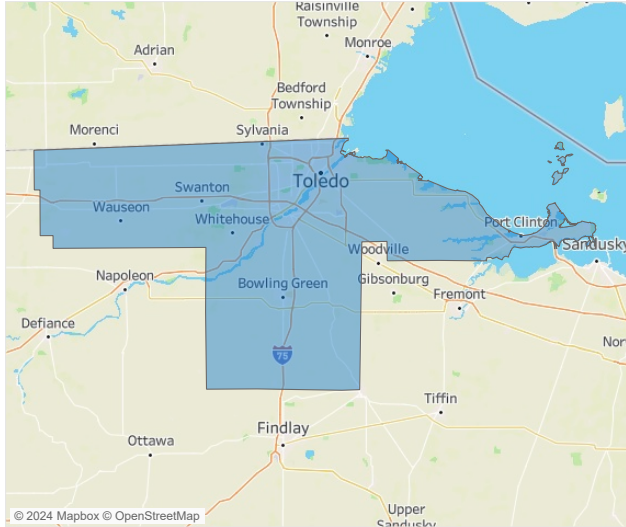 Raisinville
Township
Adrian
Monroe
Bedford
Township
Morenci
Sylvania
Toledo
Swanton
Wauseon
Whitehouse
Port Clinton
Woodville
Sandusky
Napoleon
Bowling Green
Gibsonburg
Fremont
Defiance
Nor
75
Tiffin
Findlay
Ottawa
Upper
Sandusky
© 2024 Mapbox © OpenStreetMap